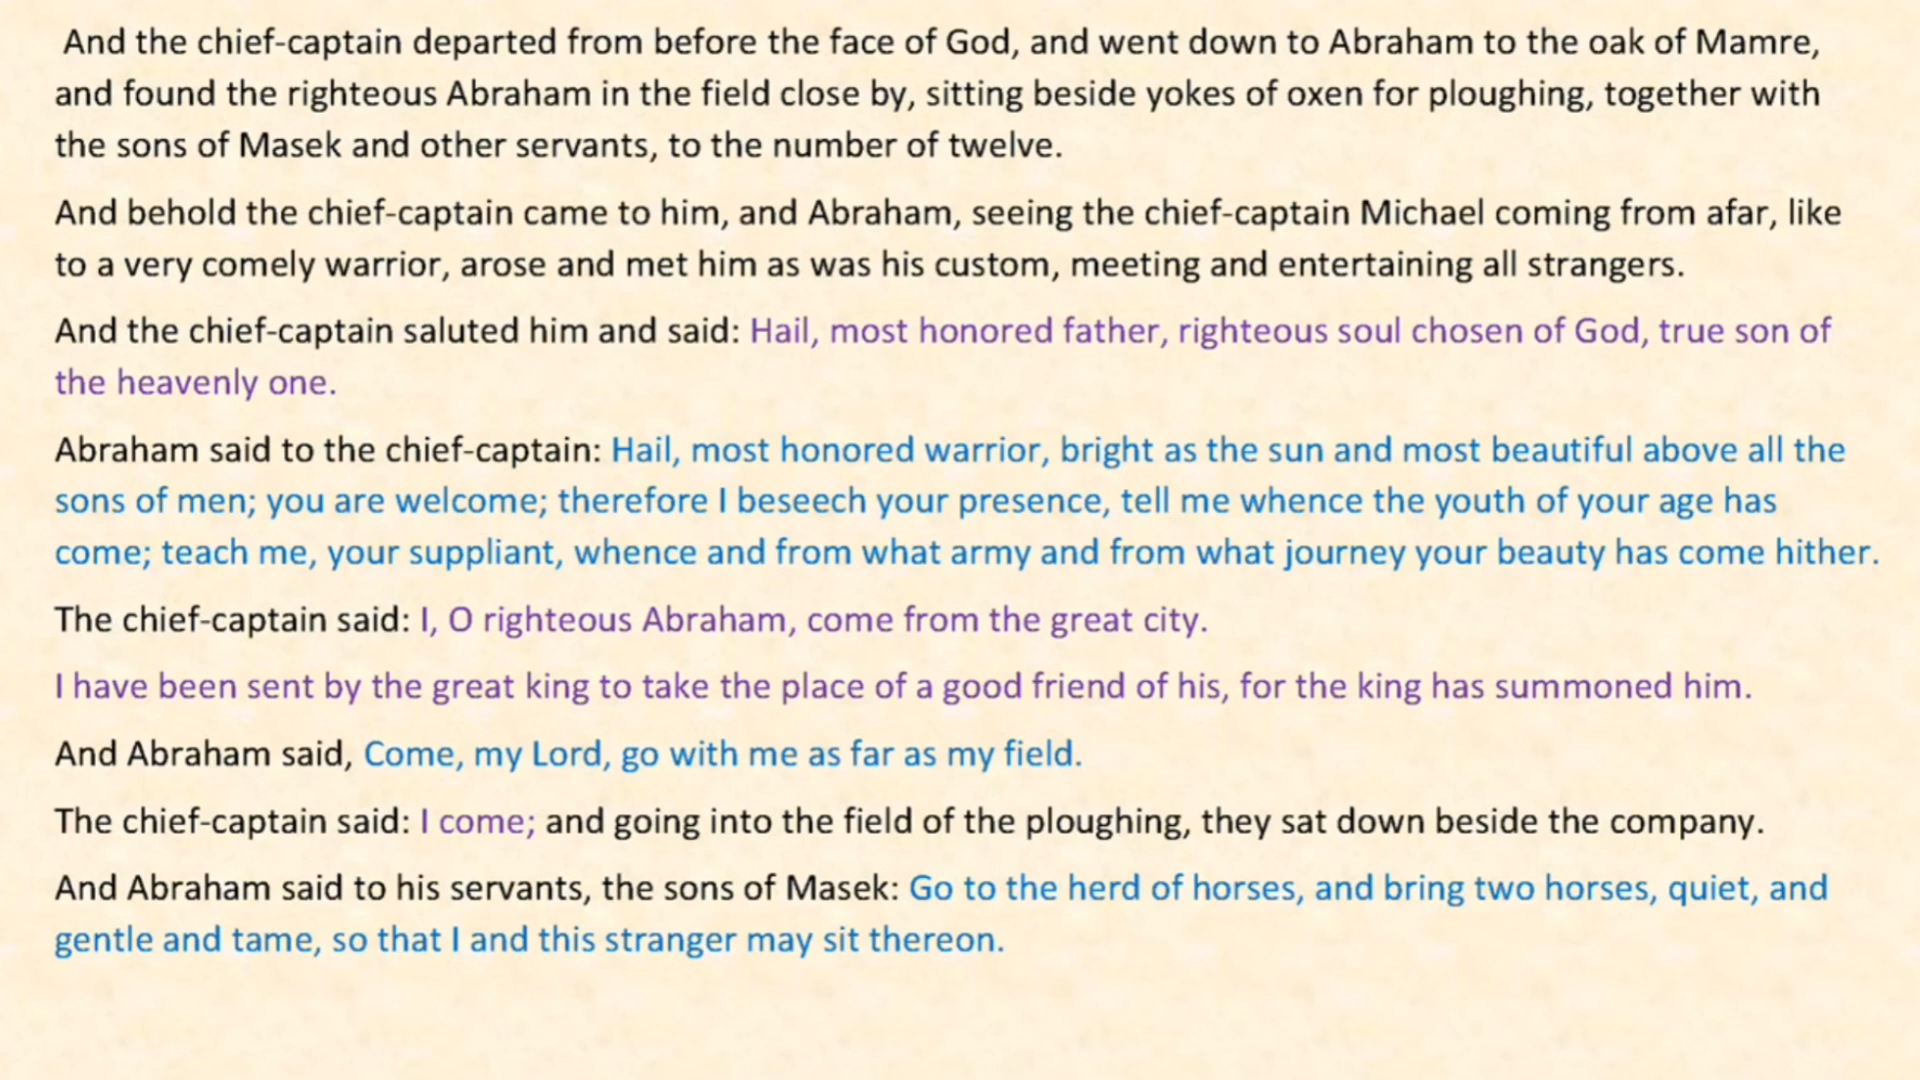 And the chief-captain departed from before the face of God, and went down to Abraham to the oak of Mamre,
and found the righteous Abraham in the field close by, sitting beside yokes of oxen for ploughing, together with
the sons of Masek and other servants, to the number of twelve.
And behold the chief-captain came to him, and Abraham, seeing the chief-captain Michael coming from afar, like
to a very comely warrior, arose and met him as was his custom, meeting and entertaining all strangers.
And the chief-captain saluted him and said: Hail, most honored father, righteous soul chosen of God, true son of
the heavenly one.
Abraham said to the chief-captain: Hail, most honored warrior, bright as the sun and most beautiful above all the
sons of men; you are welcome; therefore I beseech your presence, tell me whence the youth of your age has
come; teach me, your suppliant, whence and from what army and from what journey your beauty has come hither.
The chief-captain said: I, O righteous Abraham, come from the great city.
I have been sent by the great king to take the place of a good friend of his, for the king has summoned him.
And Abraham said, Come, my Lord, go with me as far as my field.
The chief-captain said: I come; and going into the field of the ploughing, they sat down beside the company.
And Abraham said to his servants, the sons of Masek: Go to the herd of horses, and bring two horses, quiet, and
gentle and tame, so that I and this stranger may sit thereon.